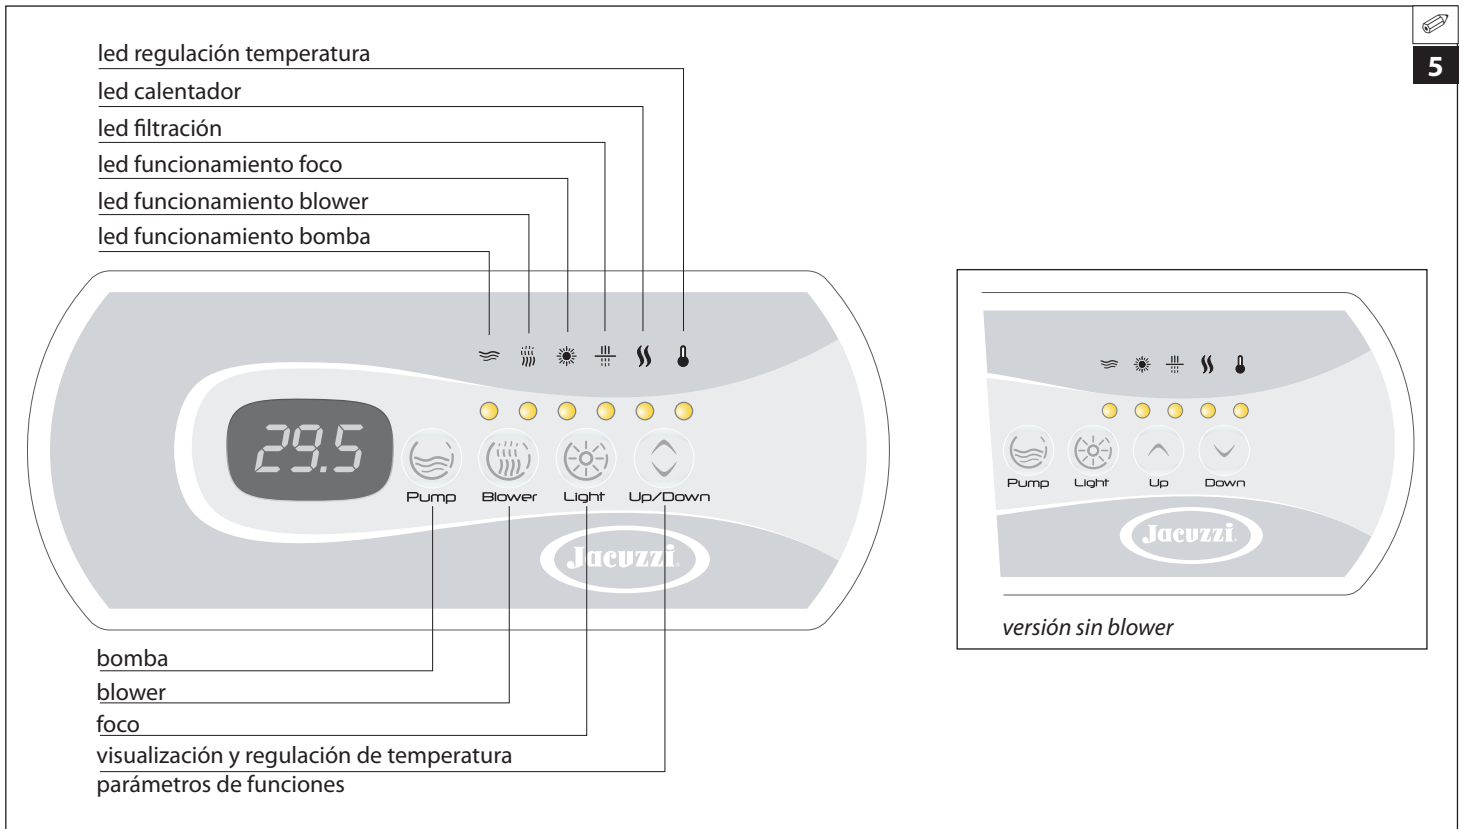 5
led regulación temperatura
led calentador
led filtración
led funcionamiento foco
led funcionamiento blower
led funcionamiento bomba
29.5
Pump Blower Light Up/Down
Jacuzzi
bomba
blower
foco
visualización y regulación de temperatura
parámetros de funciones
Pump Light Up Down
Jacuzzi
versión sin blower